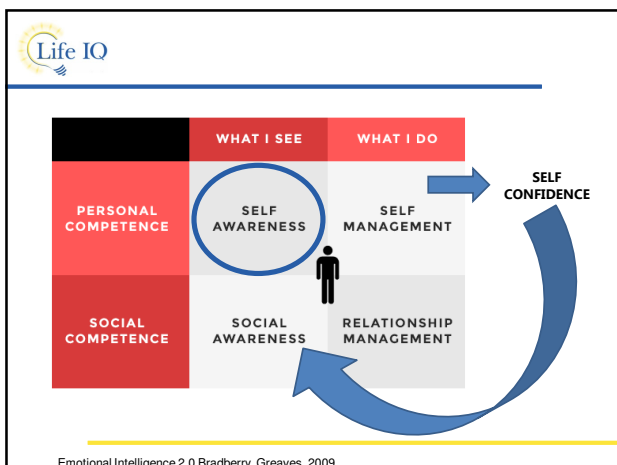 Life IQ
WHAT I SEE
WHAT I DO
SELF
CONFIDENCE
PERSONAL
COMPETENCE
SELF
AWARENESS
SELF
MANAGEMENT
SOCIAL
COMPETENCE
SOCIAL
AWARENESS
RELATIONSHIP
MANAGEMENT
Emotional Intelligence 2.0 Bradberry, Greaves, 2009